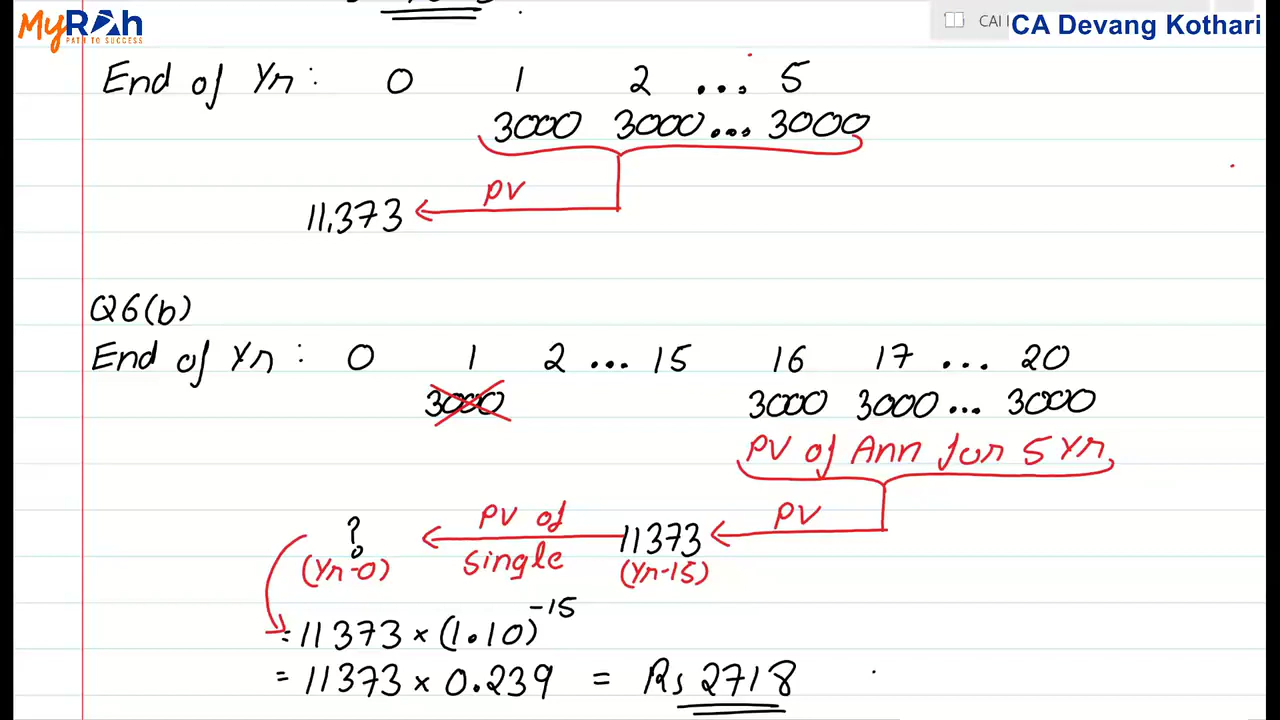 MyRAh
PATH TO SUCCESS
CAI
CA Devang Kothari
End of Yr : 0 1 2 ... 5
3000 3000 ... 3000
PV
11,373
Q6(b)
End of Yr : 0 1 2 ... 15 16 17 ... 20
3000 3000 3000 ... 3000
PV of Ann for 5 Yr,
PV of ? 11373 PV
(Yr-0) single (Yr-15)
= 11373 × (1.10)^-15
= 11373 × 0.239 = Rs 2718